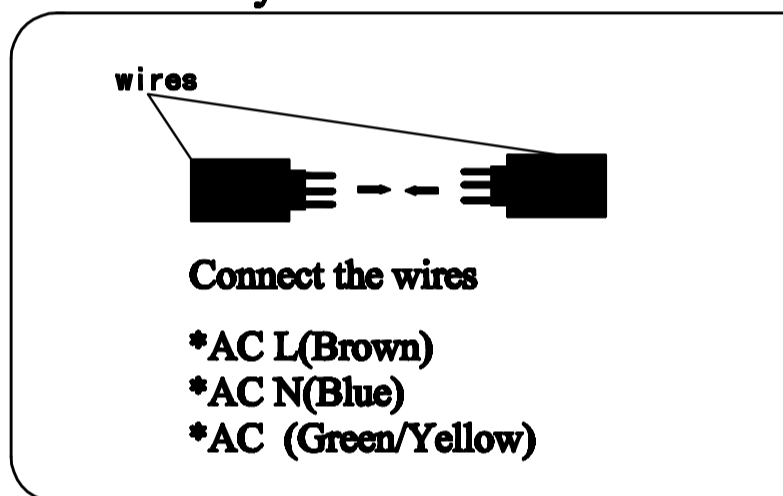 wires
Connect the wires
*AC L(Brown)
*AC N(Blue)
*AC (Green/Yellow)